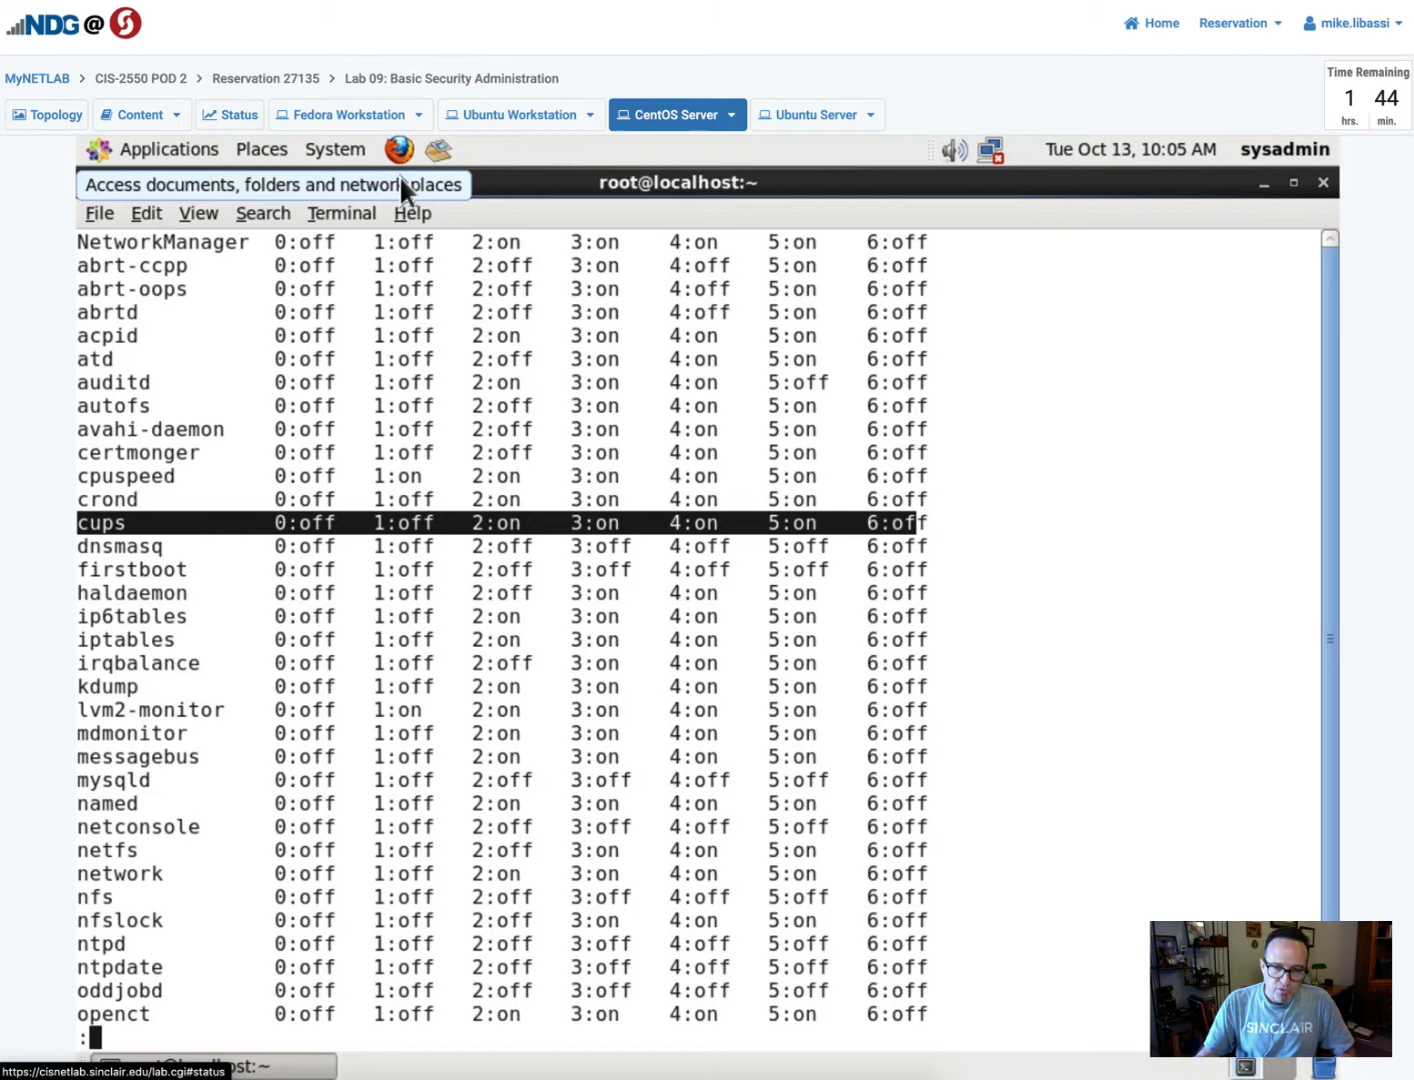 NDG @ S
Home Reservation mike.libassi
MyNETLAB > CIS-2550 POD 2 > Reservation 27135 > Lab 09: Basic Security Administration
Time Remaining
1 44
hrs. min.
Topology Content Status Fedora Workstation Ubuntu Workstation CentOS Server Ubuntu Server
Applications Places System Tue Oct 13, 10:05 AM sysadmin
Access documents, folders and network places root@localhost:~
File Edit View Search Terminal Help
NetworkManager 0:off 1:off 2:on 3:on 4:on 5:on 6:off
abrt-ccpp 0:off 1:off 2:off 3:on 4:off 5:on 6:off
abrt-oops 0:off 1:off 2:off 3:on 4:off 5:on 6:off
abrtd 0:off 1:off 2:off 3:on 4:off 5:on 6:off
acpid 0:off 1:off 2:on 3:on 4:on 5:on 6:off
atd 0:off 1:off 2:off 3:on 4:on 5:on 6:off
auditd 0:off 1:off 2:on 3:on 4:on 5:off 6:off
autofs 0:off 1:off 2:off 3:on 4:on 5:on 6:off
avahi-daemon 0:off 1:off 2:off 3:on 4:on 5:on 6:off
certmonger 0:off 1:off 2:off 3:on 4:on 5:on 6:off
cpuspeed 0:off 1:on 2:on 3:on 4:on 5:on 6:off
crond 0:off 1:off 2:on 3:on 4:on 5:on 6:off
cups 0:off 1:off 2:on 3:on 4:on 5:on 6:off
dnsmasq 0:off 1:off 2:off 3:off 4:off 5:off 6:off
firstboot 0:off 1:off 2:off 3:off 4:off 5:off 6:off
haldaemon 0:off 1:off 2:off 3:on 4:on 5:on 6:off
ip6tables 0:off 1:off 2:on 3:on 4:on 5:on 6:off
iptables 0:off 1:off 2:on 3:on 4:on 5:on 6:off
irqbalance 0:off 1:off 2:off 3:on 4:on 5:on 6:off
kdump 0:off 1:off 2:on 3:on 4:on 5:on 6:off
lvm2-monitor 0:off 1:on 2:on 3:on 4:on 5:on 6:off
mdmonitor 0:off 1:off 2:on 3:on 4:on 5:on 6:off
messagebus 0:off 1:off 2:on 3:on 4:on 5:on 6:off
mysqld 0:off 1:off 2:off 3:off 4:off 5:off 6:off
named 0:off 1:off 2:on 3:on 4:on 5:on 6:off
netconsole 0:off 1:off 2:off 3:off 4:off 5:off 6:off
netfs 0:off 1:off 2:off 3:on 4:on 5:on 6:off
network 0:off 1:off 2:on 3:on 4:on 5:on 6:off
nfs 0:off 1:off 2:off 3:off 4:off 5:off 6:off
nfslock 0:off 1:off 2:off 3:on 4:on 5:on 6:off
ntpd 0:off 1:off 2:off 3:off 4:off 5:off 6:off
ntpdate 0:off 1:off 2:off 3:off 4:off 5:off 6:off
oddjobd 0:off 1:off 2:off 3:off 4:off 5:off 6:off
openct 0:off 1:off 2:on 3:on 4:on 5:on 6:off
:
SINCLAIR
https://cisnetlab.sinclair.edu/lab.cgi#status